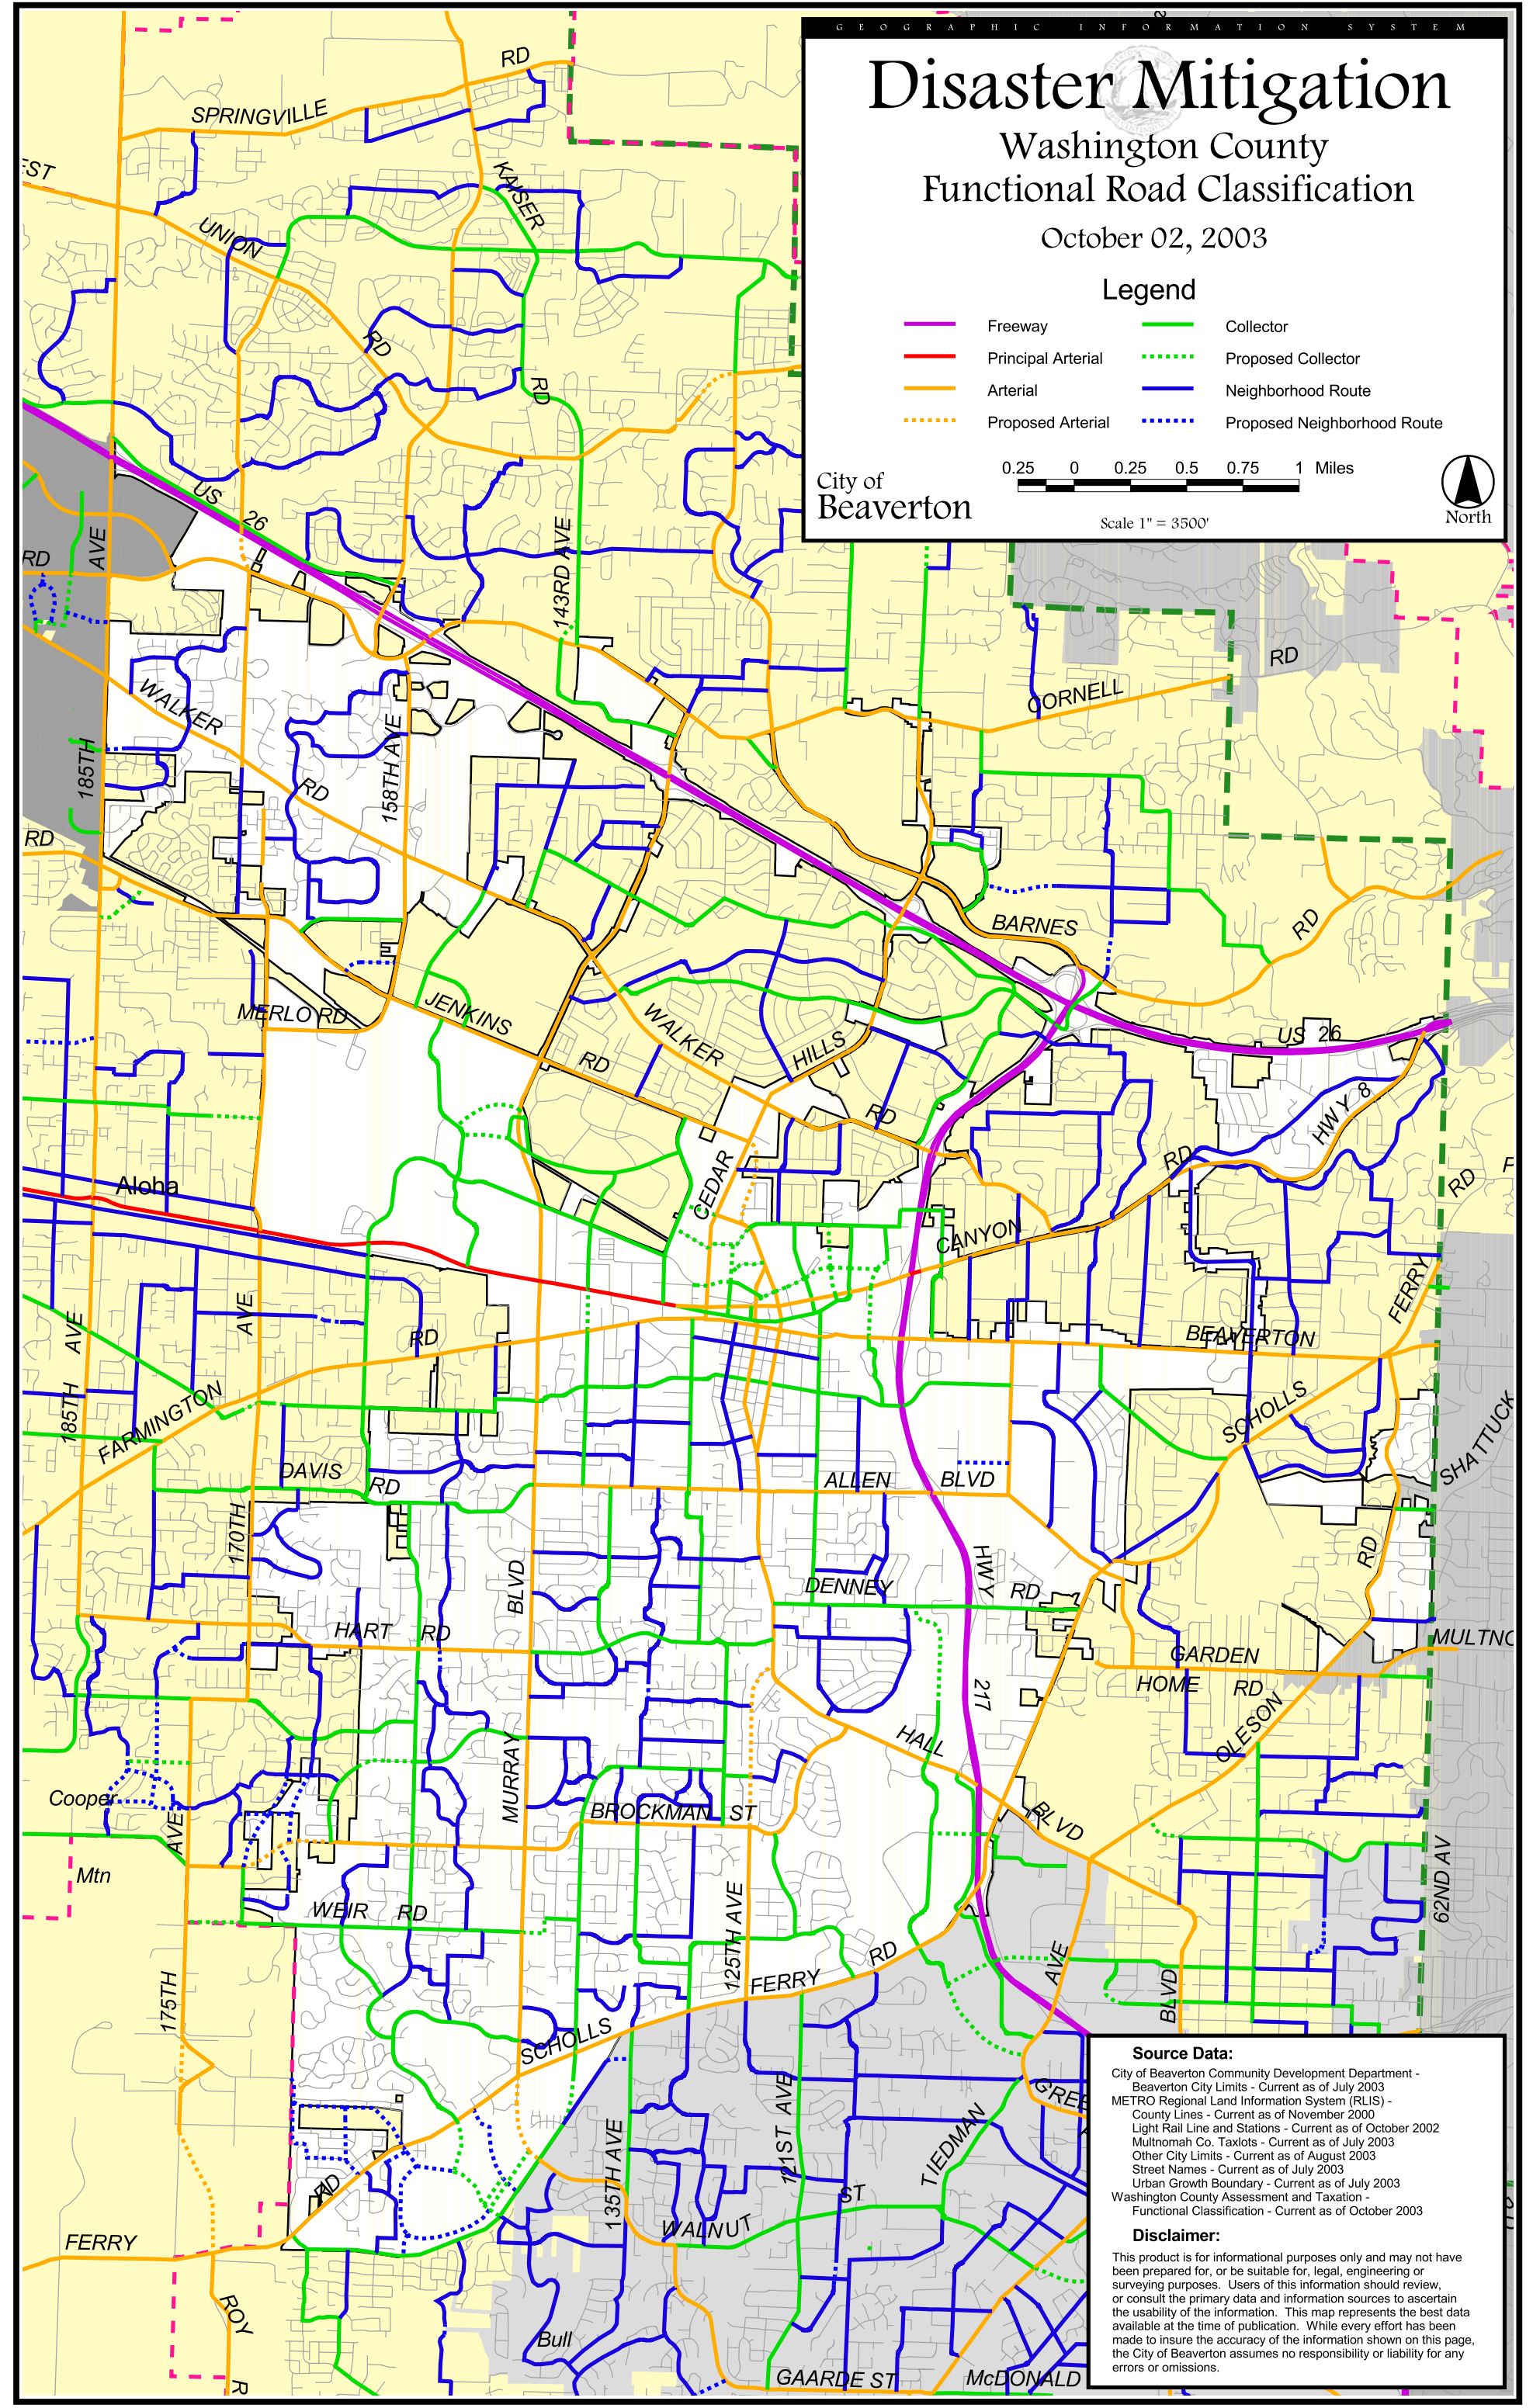 GEOGRAPHIC INFORMATION SYSTEM
Disaster Mitigation
Washington County
Functional Road Classification
October 02, 2003
Legend
Freeway
Principal Arterial
Arterial
Proposed Arterial
Collector
Proposed Collector
Neighborhood Route
Proposed Neighborhood Route
0.25 0 0.25 0.5 0.75 1 Miles
City of
Beaverton
Scale 1" = 3500'
North
SPRINGVILLE RD
KAISER
RD
UNION
RD
US 26
AVE
RD
143RD AVE
WALKER
RD
185TH
158TH AVE
RD
CORNELL
RD
BARNES
RD
MERLO RD
JENKINS
RD
WALKER
RD
HILLS
CEDAR
US 26
HWY 8
RD
CANYON
RD
Aloha
FERRY
AVE
AVE
RD
BEAVERTON
185TH
FARMINGTON
SCHOLLS
SHATTUCK
DAVIS
RD
ALLEN BLVD
170TH
BLVD
HWY
DENNEY
RD
RD
HART RD
GARDEN
HOME RD
217
OLESON
HALL
BLVD
MURRAY
Cooper
Mtn
AVE
BROCKMAN ST
WEIR RD
125TH AVE
FERRY
RD
AVE
BLVD
62ND AV
175TH
SCHOLLS
135TH AVE
121ST AVE
TIEDMAN
ST
WALNUT
RD
FERRY
ROY
Bull
GAARDE ST
McDONALD
Source Data:
City of Beaverton Community Development Department -
Beaverton City Limits - Current as of July 2003
METRO Regional Land Information System (RLIS) -
County Lines - Current as of November 2000
Light Rail Line and Stations - Current as of October 2002
Multnomah Co. Taxlots - Current as of July 2003
Other City Limits - Current as of August 2003
Street Names - Current as of July 2003
Urban Growth Boundary - Current as of July 2003
Washington County Assessment and Taxation -
Functional Classification - Current as of October 2003
Disclaimer:
This product is for informational purposes only and may not have
been prepared for, or be suitable for, legal, engineering or
surveying purposes. Users of this information should review,
or consult the primary data and information sources to ascertain
the usability of the information. This map represents the best data
available at the time of publication. While every effort has been
made to insure the accuracy of the information shown on this page,
the City of Beaverton assumes no responsibility or liability for any
errors or omissions.